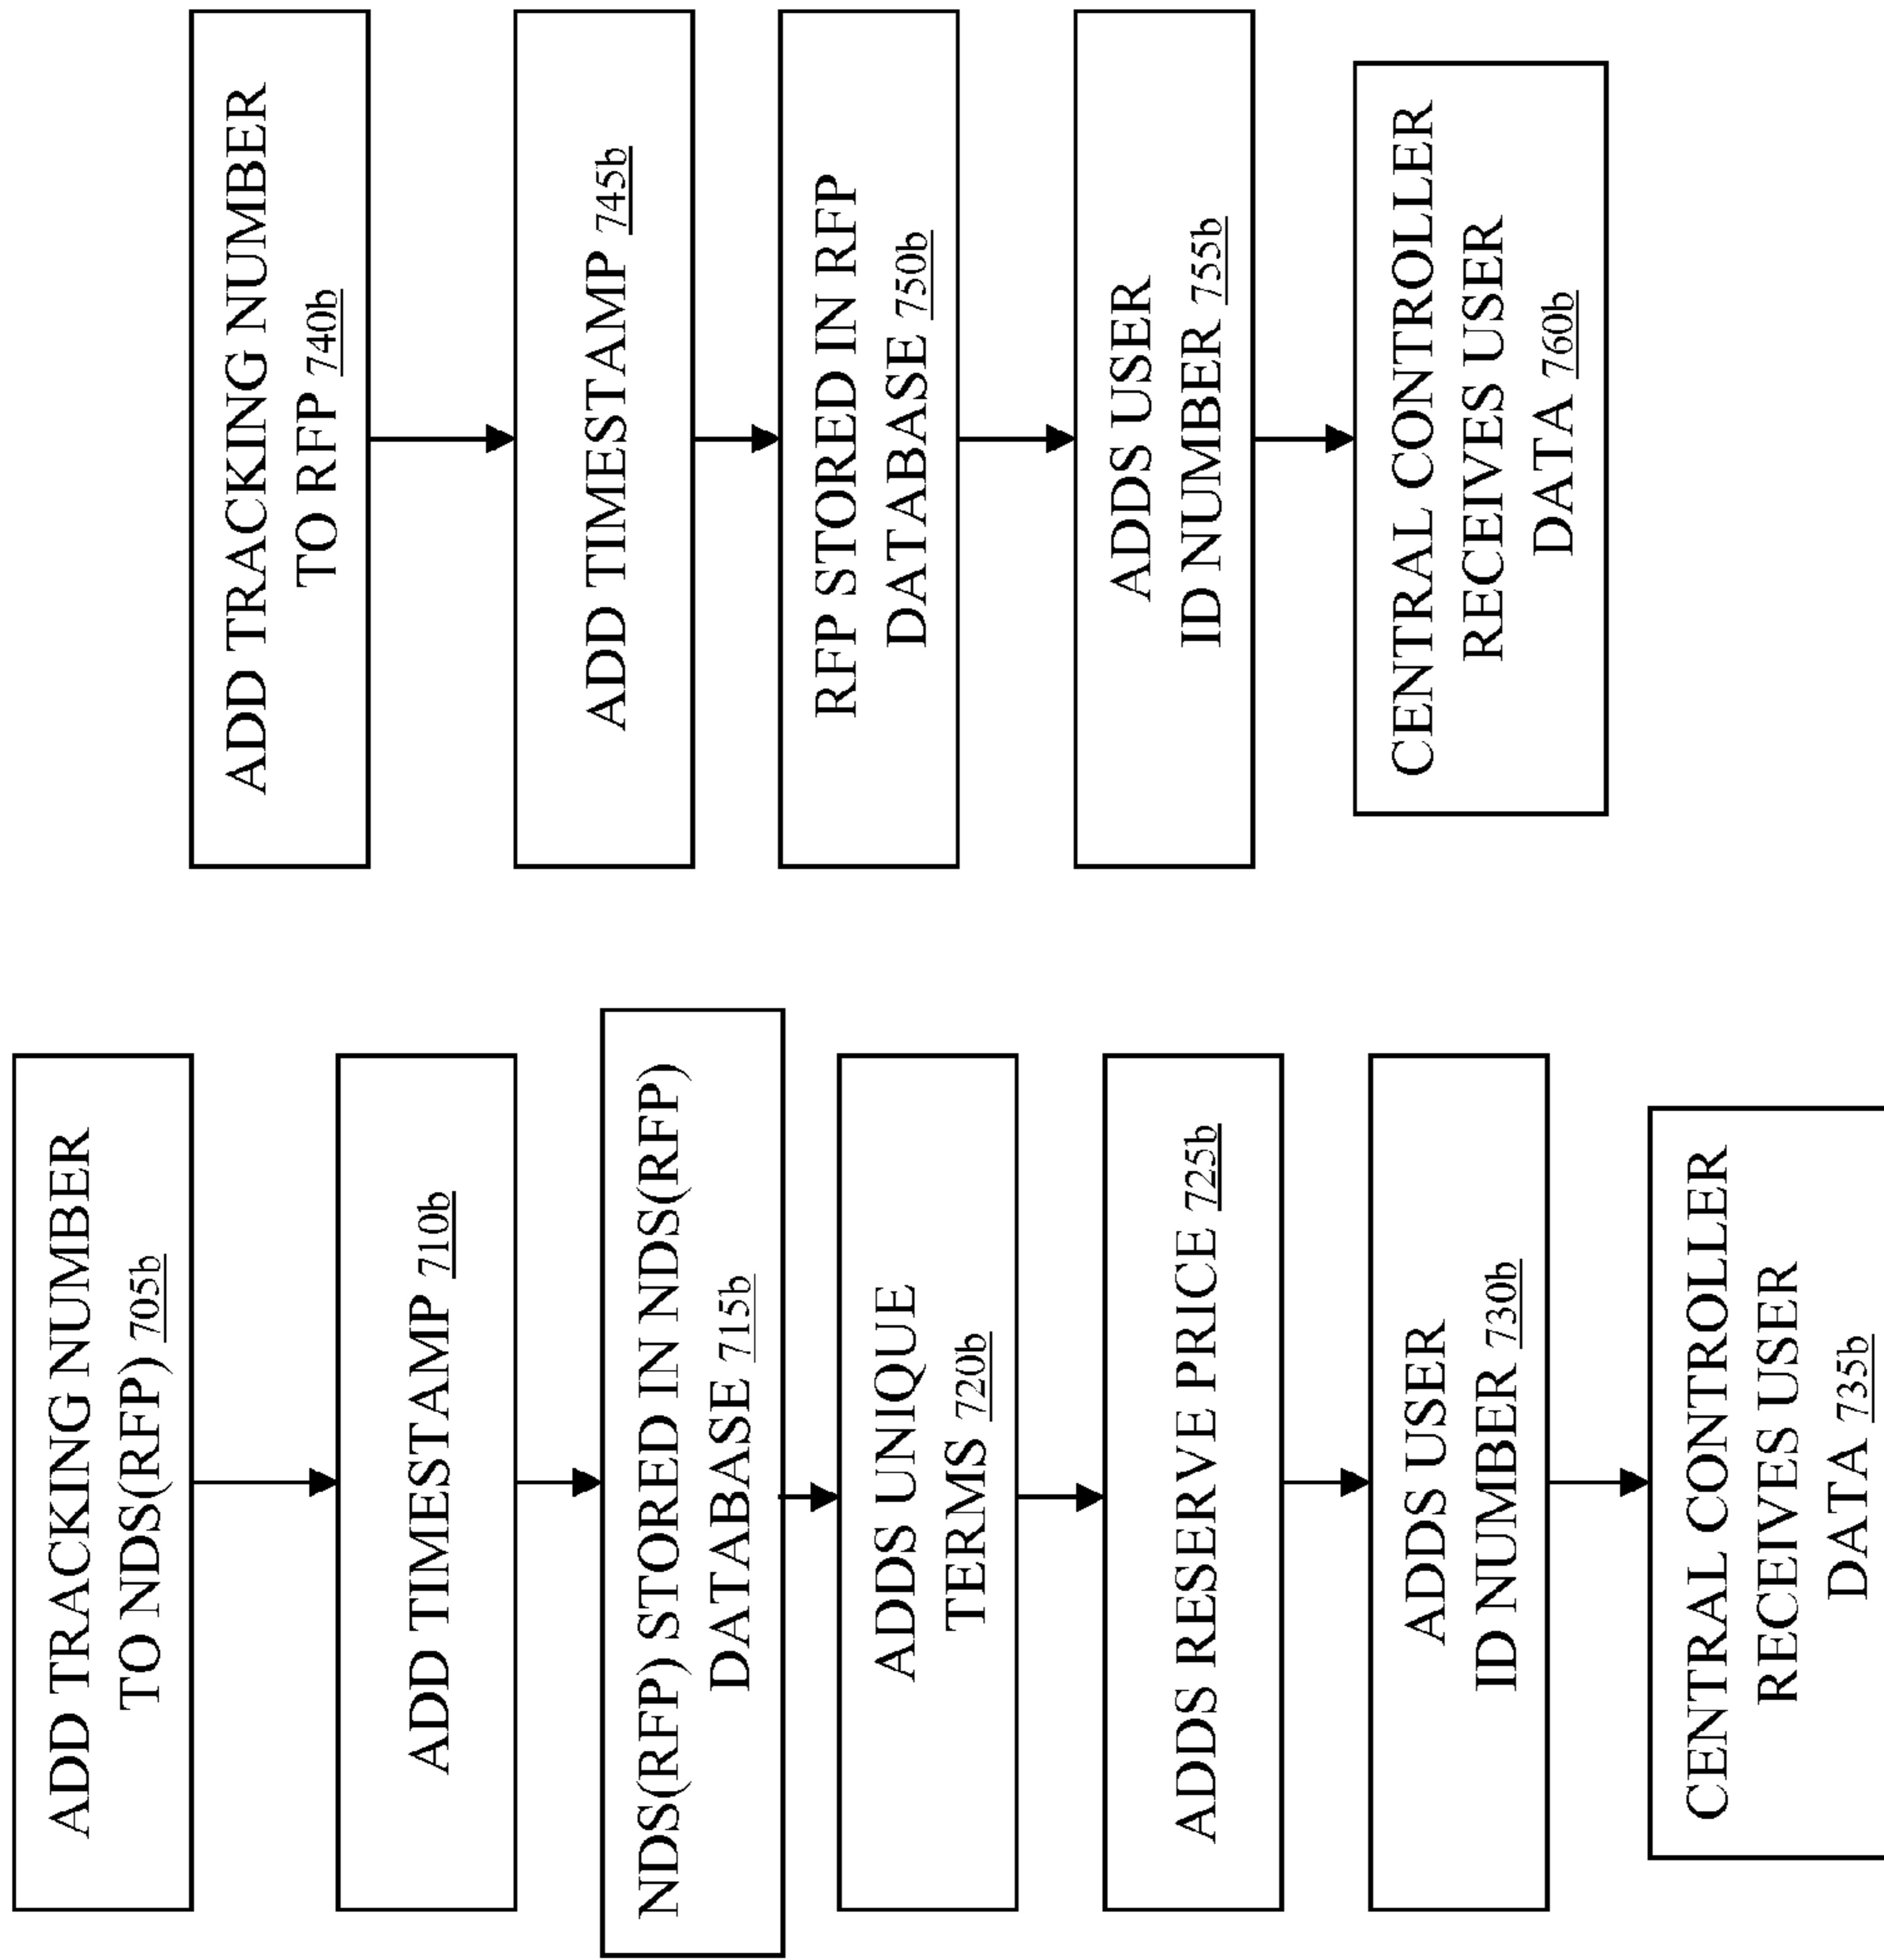 ADD TRACKING NUMBER
TO NDS(RFP) 705b
ADD TIMESTAMP 710b
NDS(RFP) STORED IN NDS(RFP)
DATABASE 715b
ADDS UNIQUE
TERMS 720b
ADDS RESERVE PRICE 725b
ADDS USER
ID NUMBER 730b
CENTRAL CONTROLLER
RECEIVES USER
DATA 735b
ADD TRACKING NUMBER
TO RFP 740b
ADD TIMESTAMP 745b
RFP STORED IN RFP
DATABASE 750b
ADDS USER
ID NUMBER 755b
CENTRAL CONTROLLER
RECEIVES USER
DATA 760b